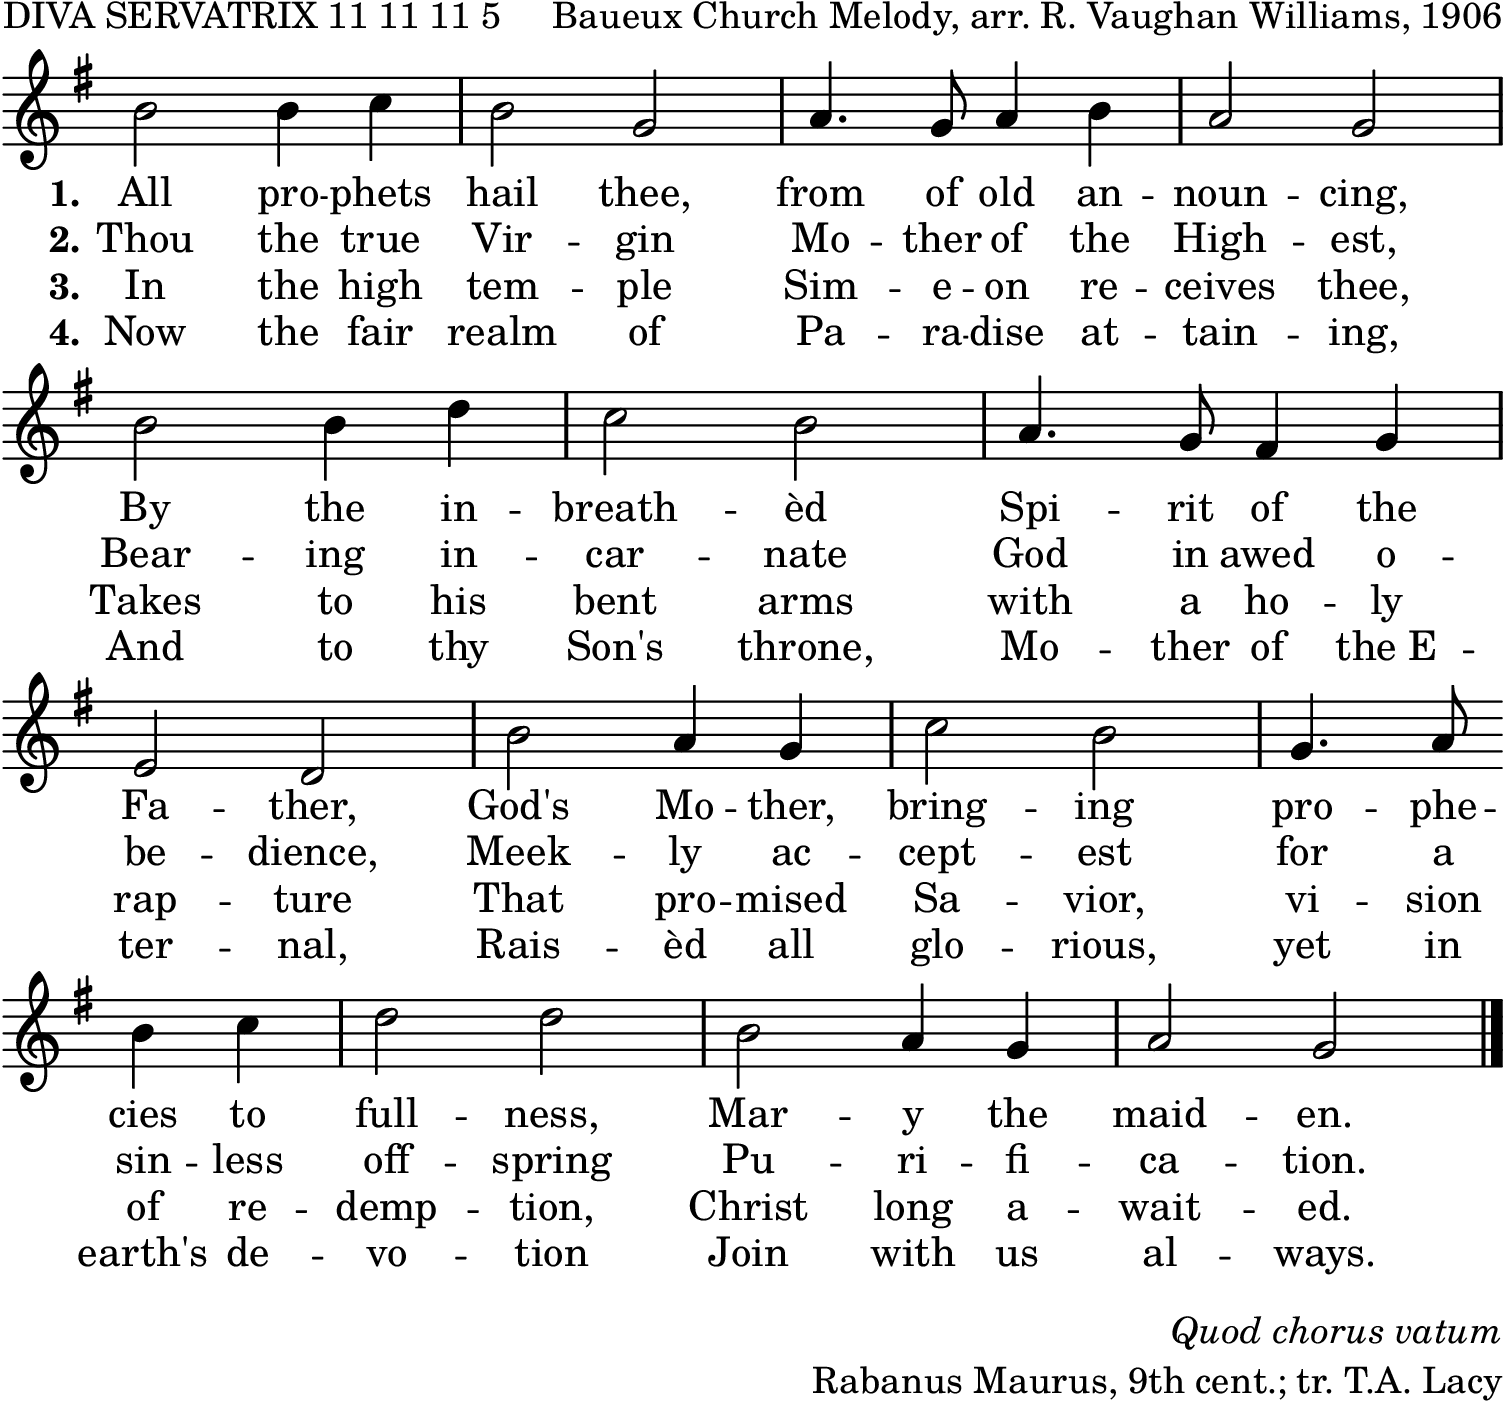 DIVA SERVATRIX 11 11 11 5 Baueux Church Melody, arr. R. Vaughan Williams, 1906
1. All pro -phets hail thee, from of old an - noun - cing,
2. Thou the true Vir - gin Mo - ther of the High - est,
3. In the high tem - ple Sim - e - on re - ceives thee,
4. Now the fair realm of Pa - ra -dise at - tain - ing,
By the in - breath - èd Spi - rit of the
Bear - ing in - car - nate God in awed o -
Takes to his bent arms with a ho - ly
And to thy Son's throne, Mo - ther of the E -
Fa - ther, God's Mo - ther, bring - ing pro - phe -
be - dience, Meek - ly ac - cept - est for a
rap - ture That pro - mised Sa - vior, vi - sion
ter - nal, Rais - èd all glo - rious, yet in
cies to full - ness, Mar - y the maid - en.
sin - less off - spring Pu - ri - fi - ca - tion.
of re - demp - tion, Christ long a - wait - ed.
earth's de - vo - tion Join with us al - ways.
Quod chorus vatum
Rabanus Maurus, 9th cent.; tr. T.A. Lacy